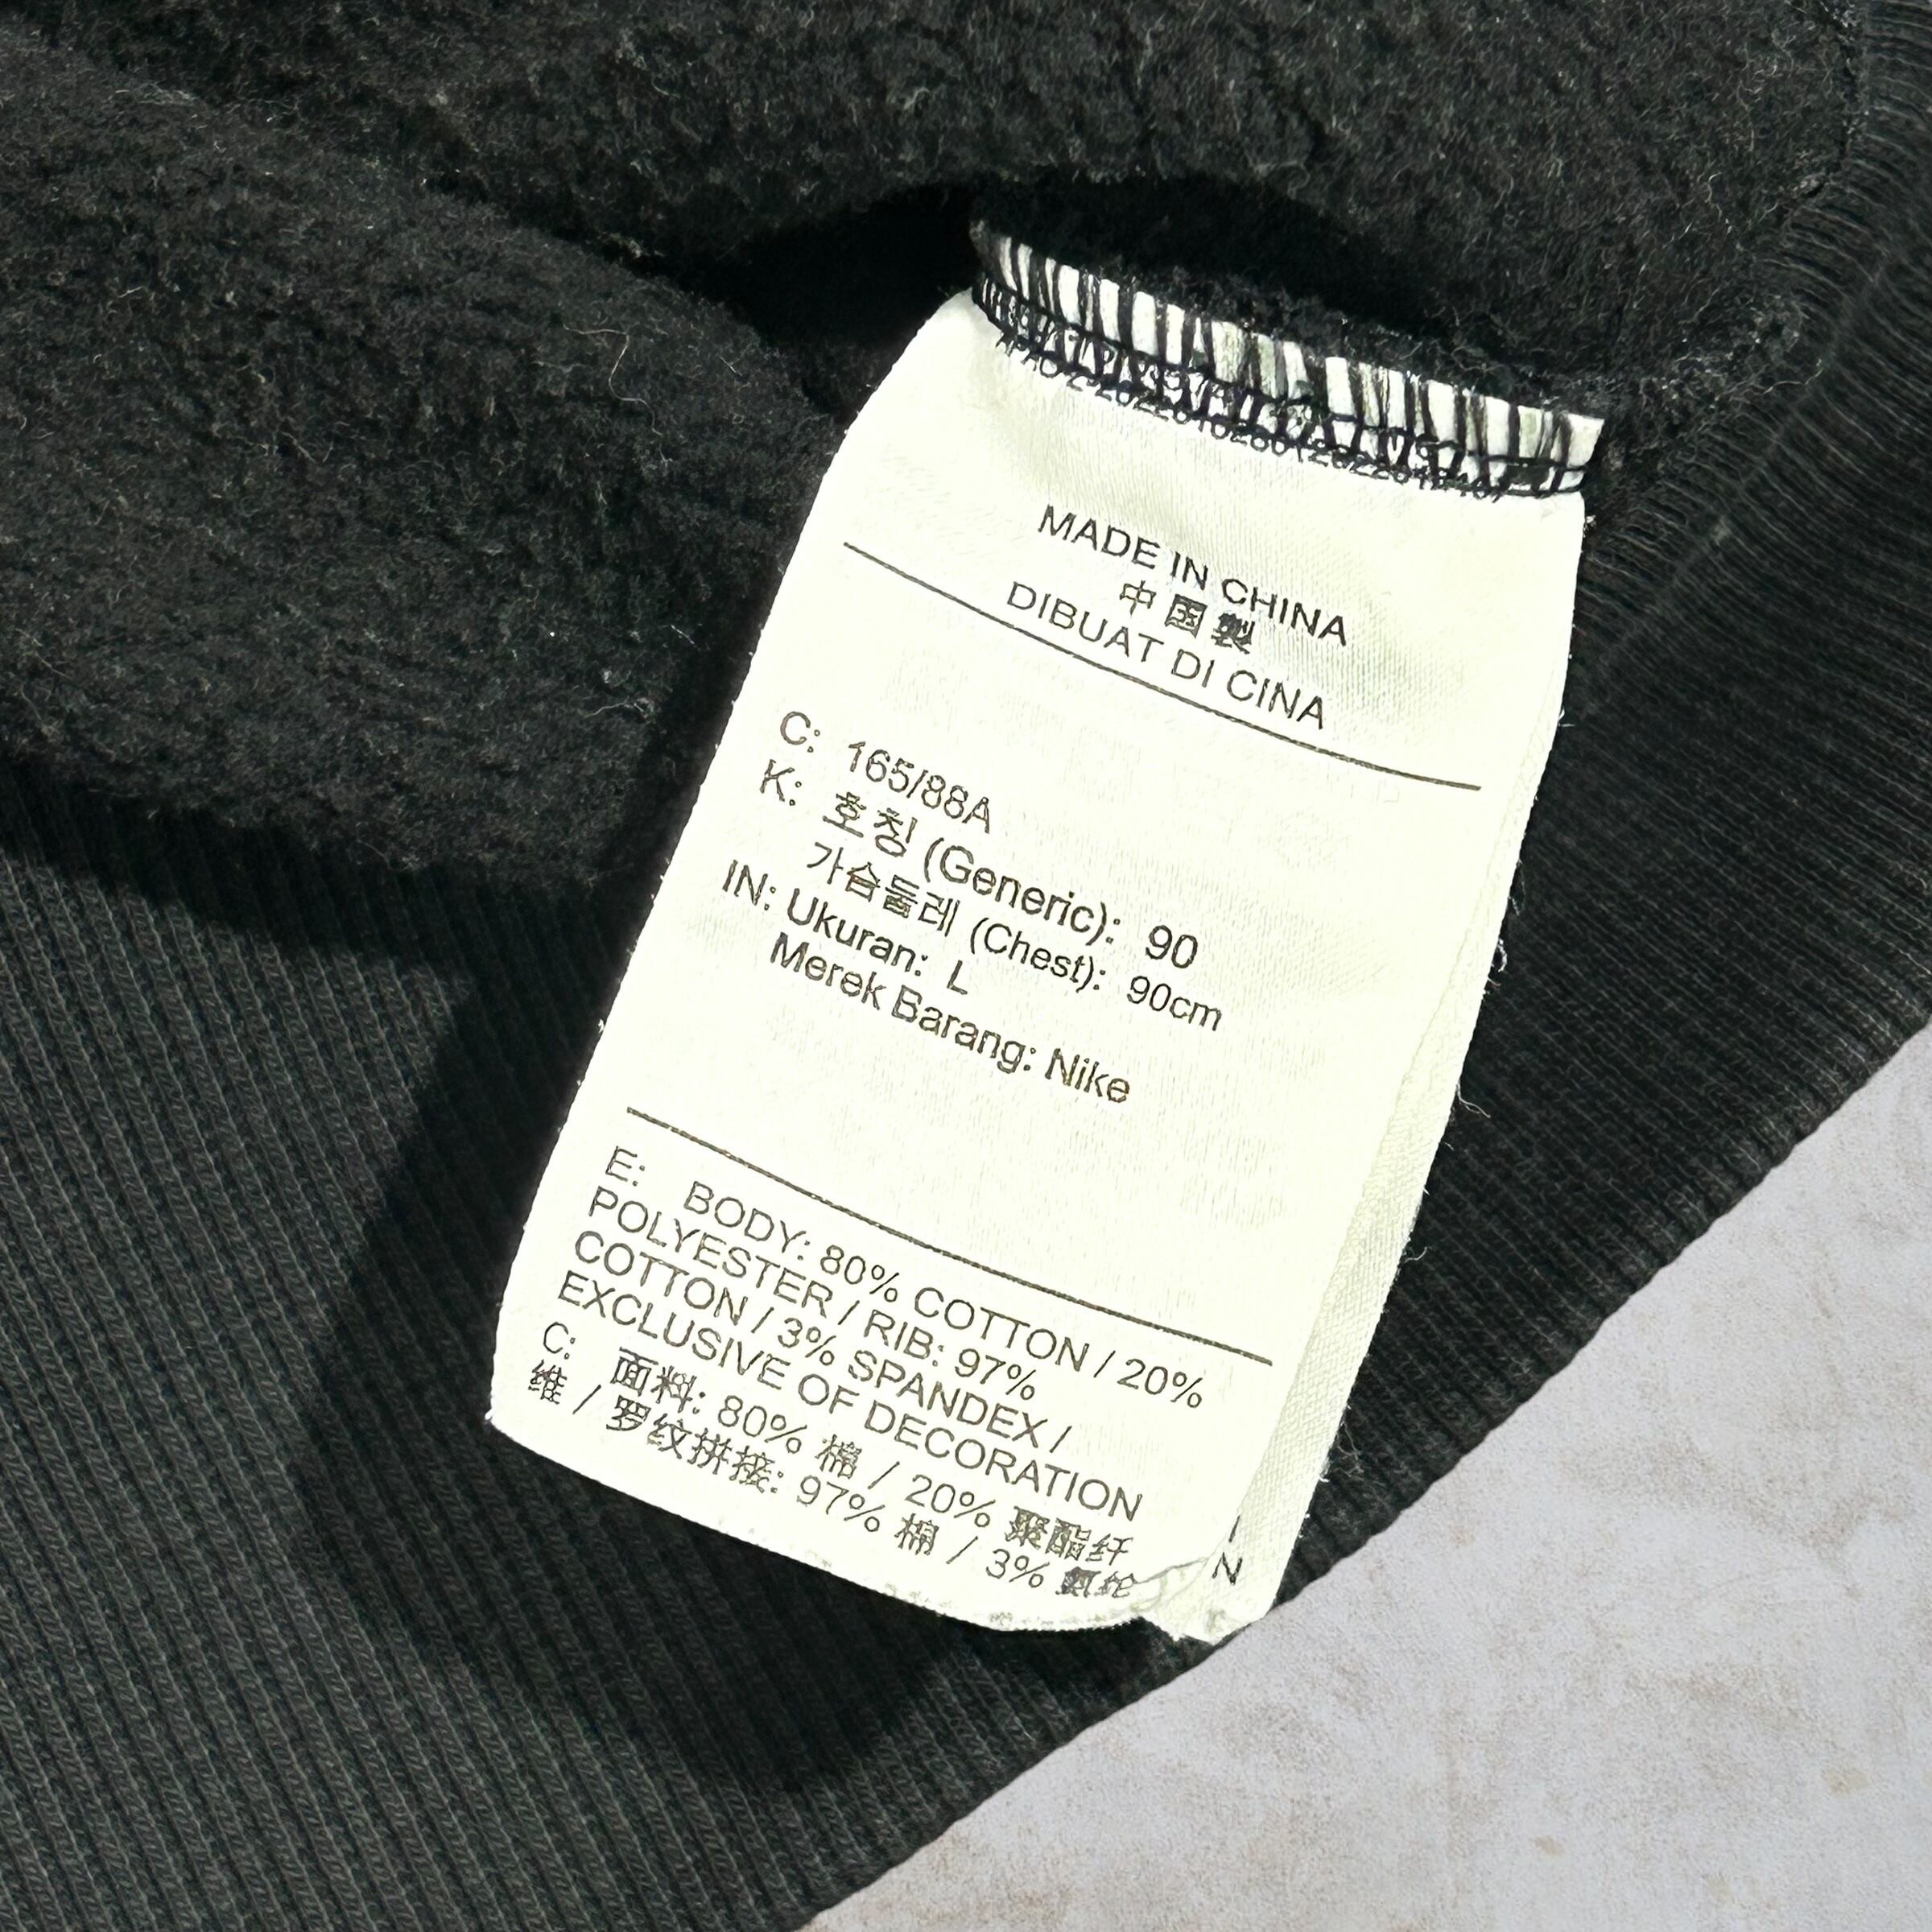 MADE IN CHINA
中国製
DIBUAT DI CINA
C: 165/88A
K: 호칭 (Generic): 90
가슴둘레 (Chest): 90cm
IN: Ukuran: L
Merek Barang: Nike
E: BODY: 80% COTTON / 20%
POLYESTER / RIB: 97%
COTTON / 3% SPANDEX /
EXCLUSIVE OF DECORATION
C: 面料: 80% 棉 / 20% 聚酯纤
维 / 罗纹拼接: 97% 棉 / 3% 氨纶
N